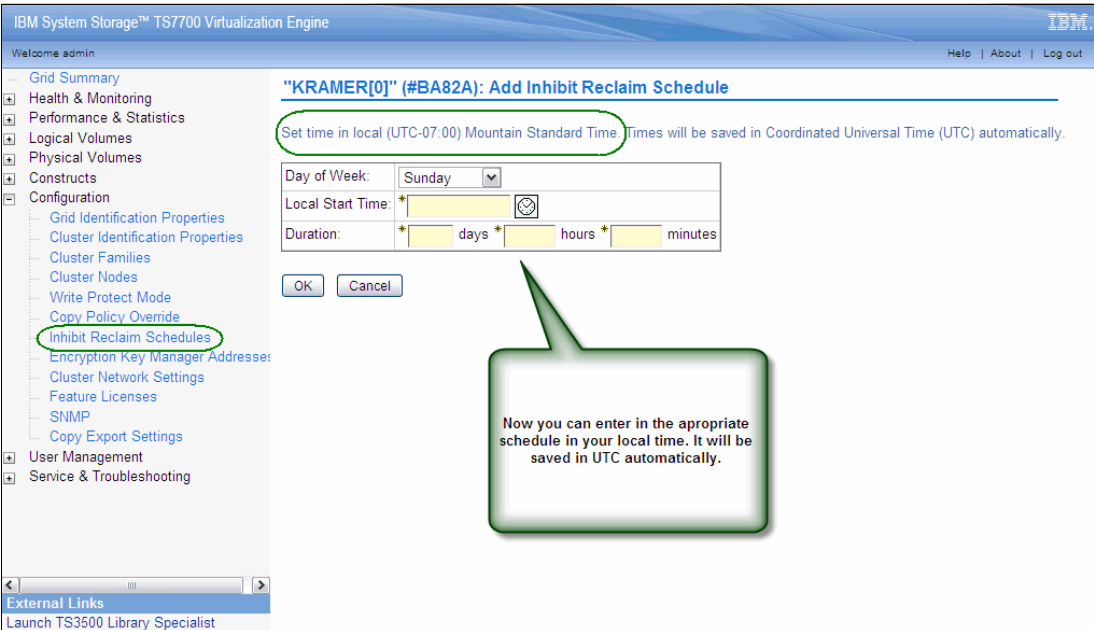 IBM System Storage™ TS7700 Virtualization Engine
IBM.
Welcome admin
Help | About | Log out
Grid Summary
Health & Monitoring
Performance & Statistics
Logical Volumes
Physical Volumes
Constructs
Configuration
Grid Identification Properties
Cluster Identification Properties
Cluster Families
Cluster Nodes
Write Protect Mode
Copy Policy Override
Inhibit Reclaim Schedules
Encryption Key Manager Addresses
Cluster Network Settings
Feature Licenses
SNMP
Copy Export Settings
User Management
Service & Troubleshooting
External Links
Launch TS3500 Library Specialist
"KRAMER[0]" (#BA82A): Add Inhibit Reclaim Schedule
Set time in local (UTC-07:00) Mountain Standard Time. Times will be saved in Coordinated Universal Time (UTC) automatically.
Day of Week: Sunday
Local Start Time: *
Duration: * days * hours * minutes
OK Cancel
Now you can enter in the apropriate
schedule in your local time. It will be
saved in UTC automatically.